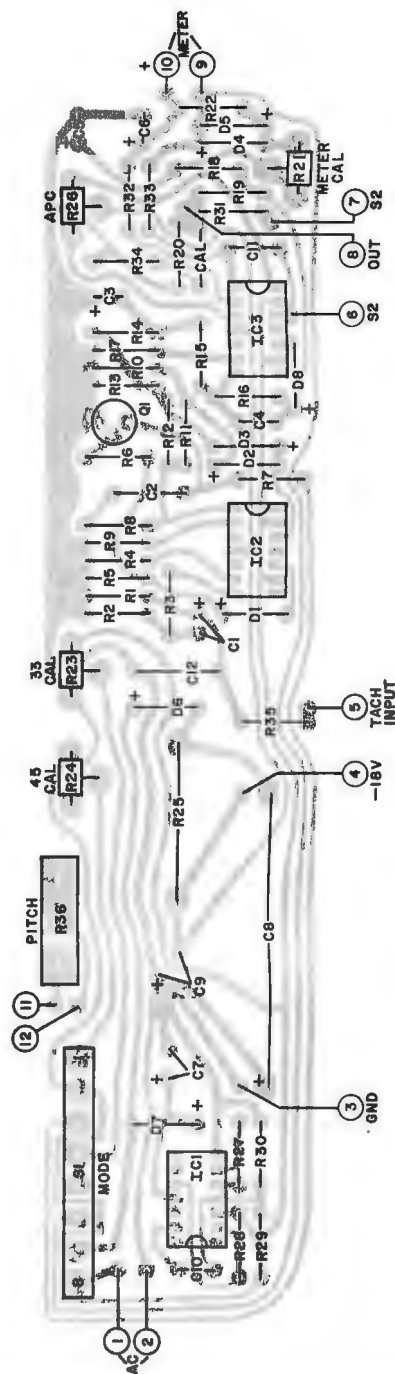 AC
1
2
S1
MODE
12
11
PITCH
R36
45
CAL
R24
33
CAL
R23
APC
R26
METER
+
10
9
D7
+
IC1
C10
R28
R27
R29
R30
+
C7
+
C9
R25
+
C8
3
GND
4
-18V
5
TACH
INPUT
R35
+
D6
C12
R3
+
+
C1
D1
IC2
R2
R1
R5
R4
R9
R8
C2
R6
Q1
R12
R11
R13
R10
R17
R14
+
C3
R34
R32
R33
+
C6
R7
+
D2
D3
+
C4
R16
R15
IC3
D8
+
6
S2
R20
CAL
C11
R31
R19
R18
+
D4
D5
+
R22
R21
METER
CAL
7
S2
8
OUT